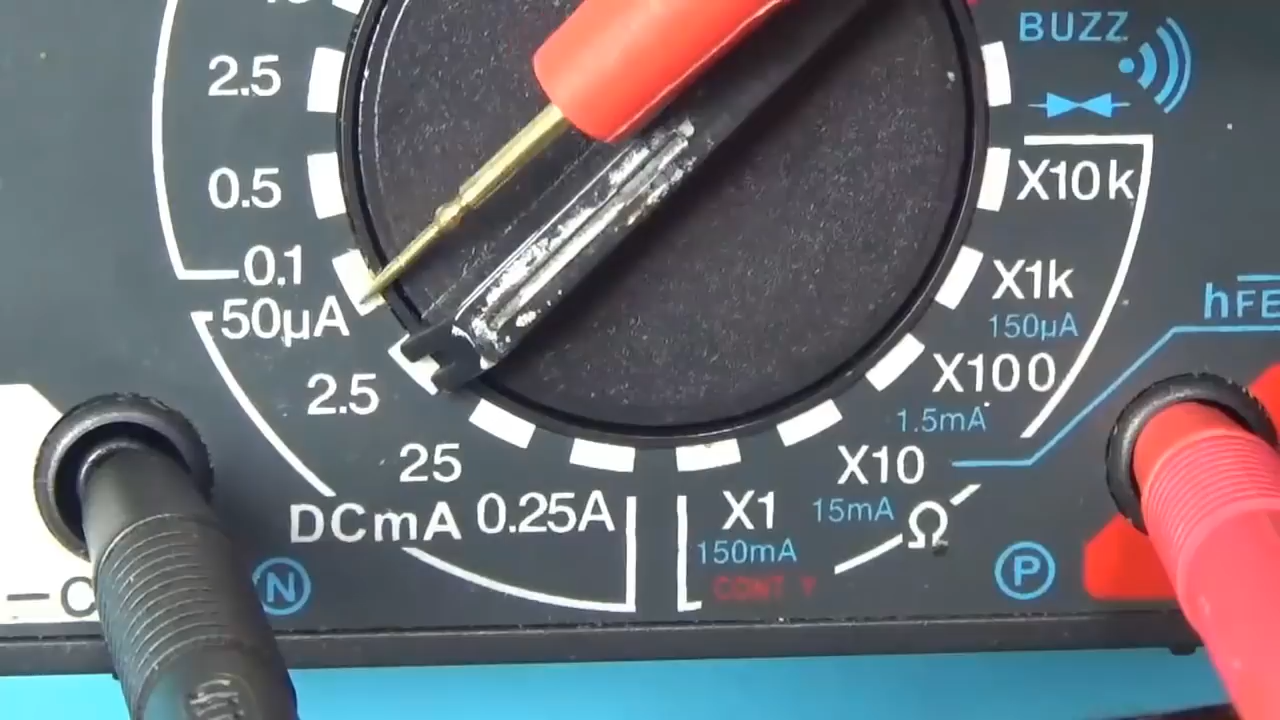 2.5
0.5
0.1
50µA
2.5
25
DCmA 0.25A
X1
150mA
CONT Y
X10
15mA
Ω
X100
1.5mA
X1k
150µA
X10k
BUZZ
hFE
N
P